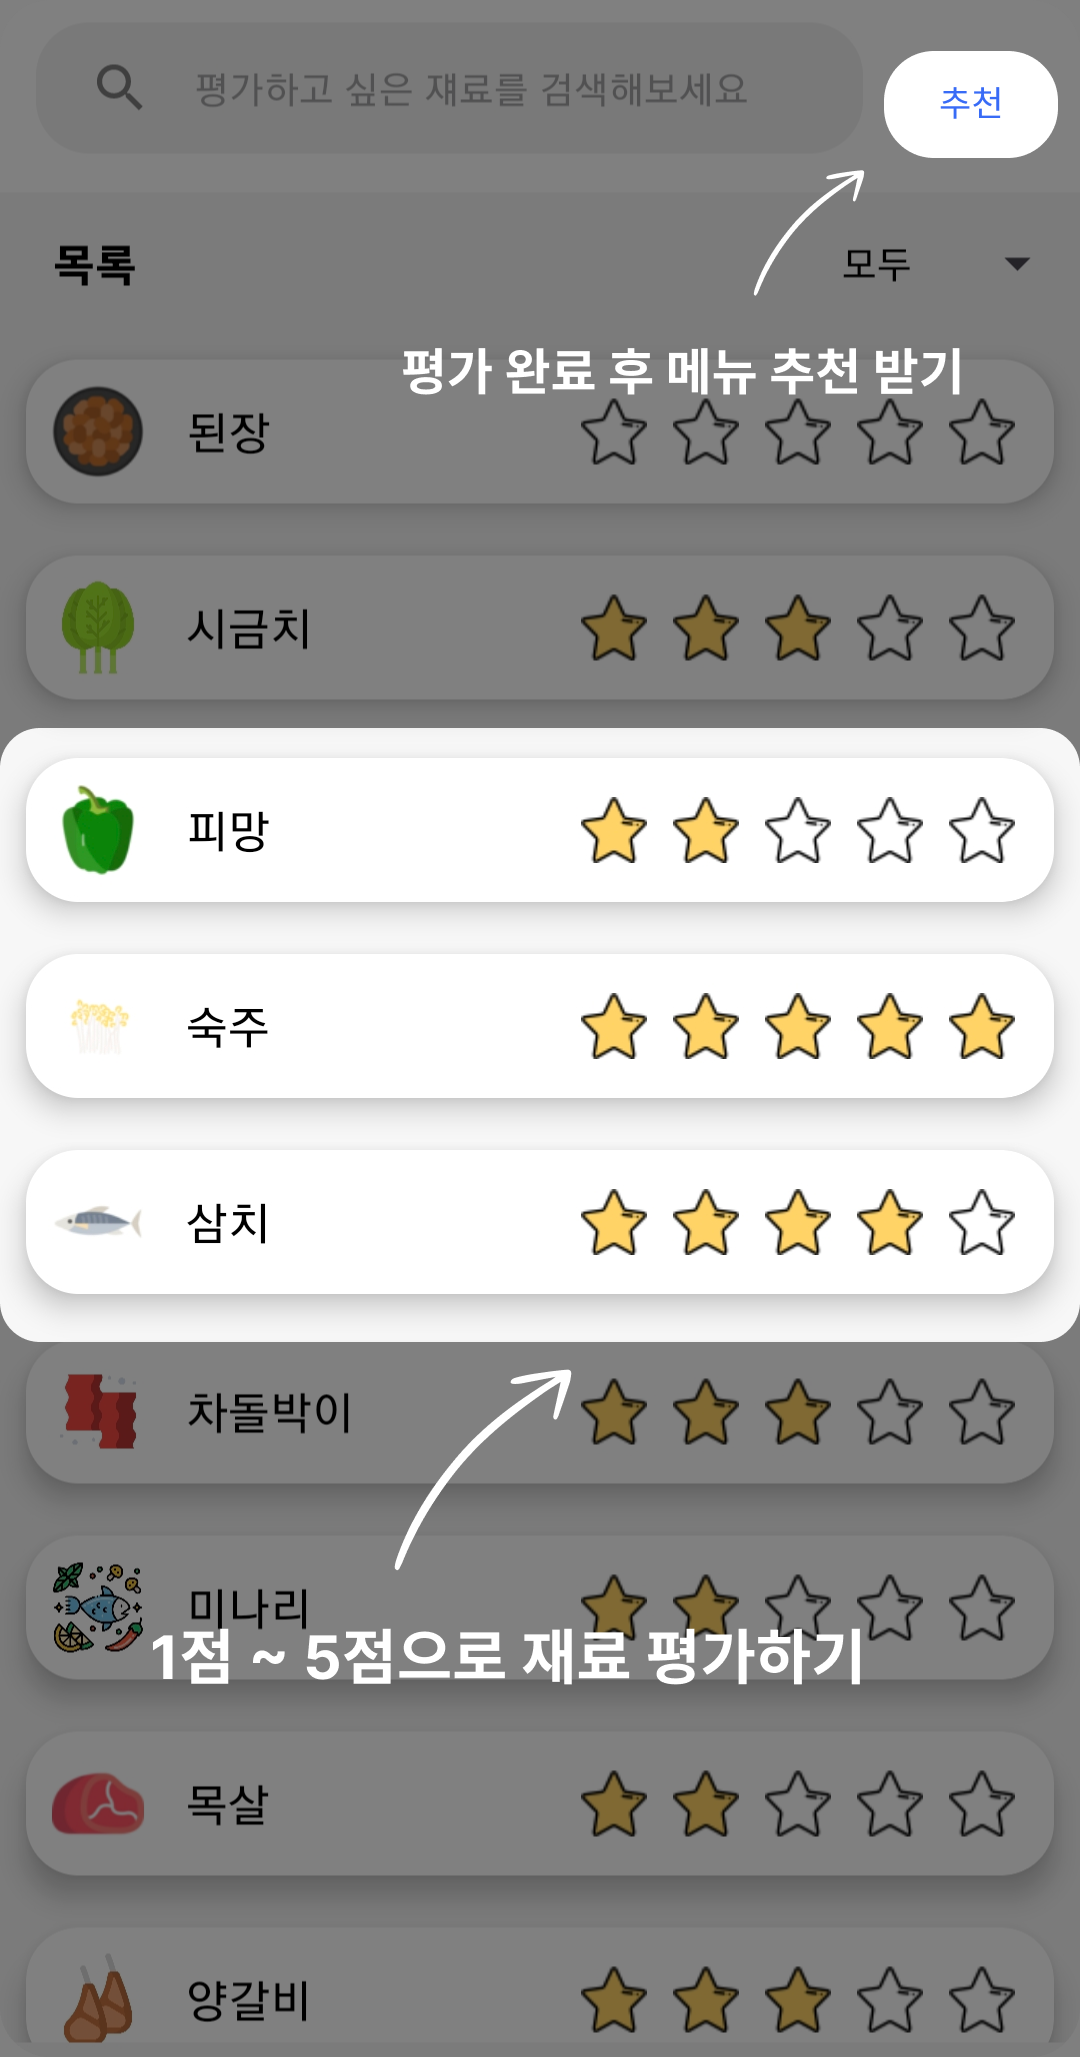 평가하고 싶은 재료를 검색해보세요
추천
목록
모두
평가 완료 후 메뉴 추천 받기
된장
시금치
피망
숙주
삼치
차돌박이
미나리
1점 ~ 5점으로 재료 평가하기
목살
양갈비